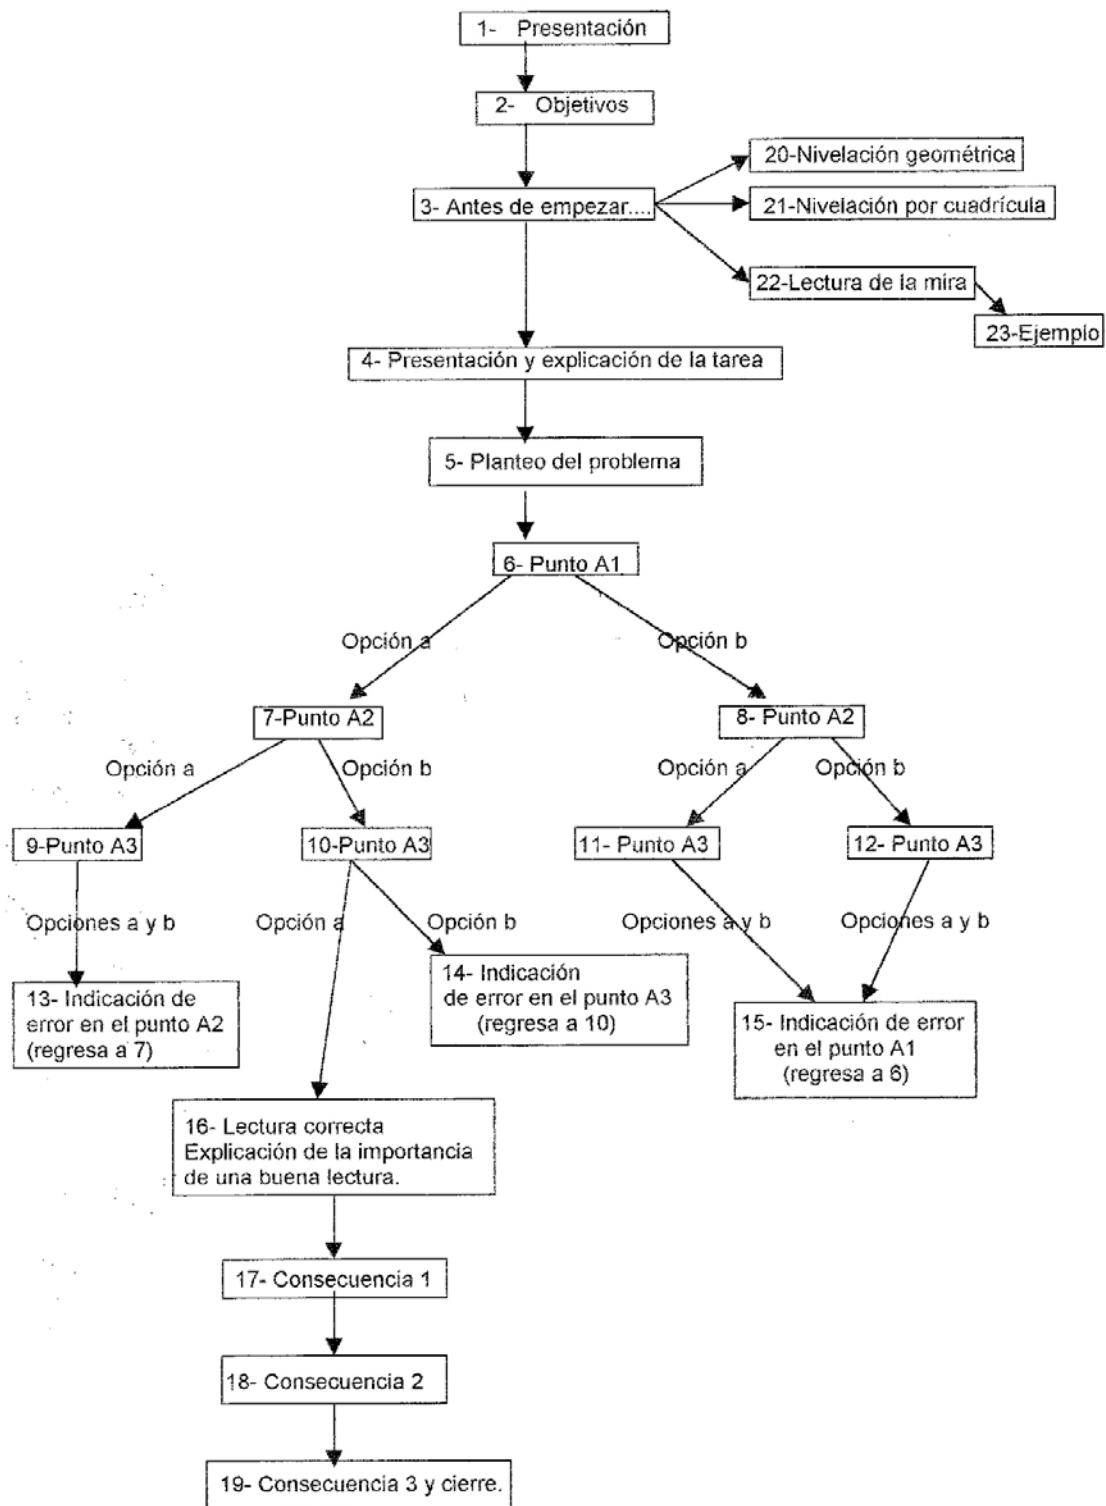 1- Presentación
2- Objetivos
20-Nivelación geométrica
3- Antes de empezar....
21-Nivelación por cuadrícula
22-Lectura de la mira
23-Ejemplo
4- Presentación y explicación de la tarea
5- Planteo del problema
6- Punto A1
Opción a
Opción b
7-Punto A2
8- Punto A2
Opción a
Opción b
Opción a
Opción b
9-Punto A3
10-Punto A3
11- Punto A3
12- Punto A3
Opciones a y b
Opción a
Opción b
Opciones a y b
Opciones a y b
13- Indicación de
error en el punto A2
(regresa a 7)
14- Indicación
de error en el punto A3
(regresa a 10)
15- Indicación de error
en el punto A1
(regresa a 6)
16- Lectura correcta
Explicación de la importancia
de una buena lectura.
17- Consecuencia 1
18- Consecuencia 2
19- Consecuencia 3 y cierre.